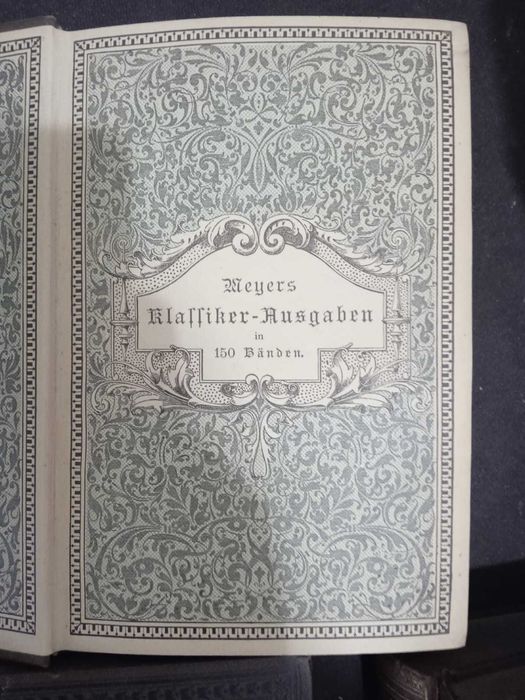 Meyers
Klaſſiker-Ausgaben
in
150 Bänden.